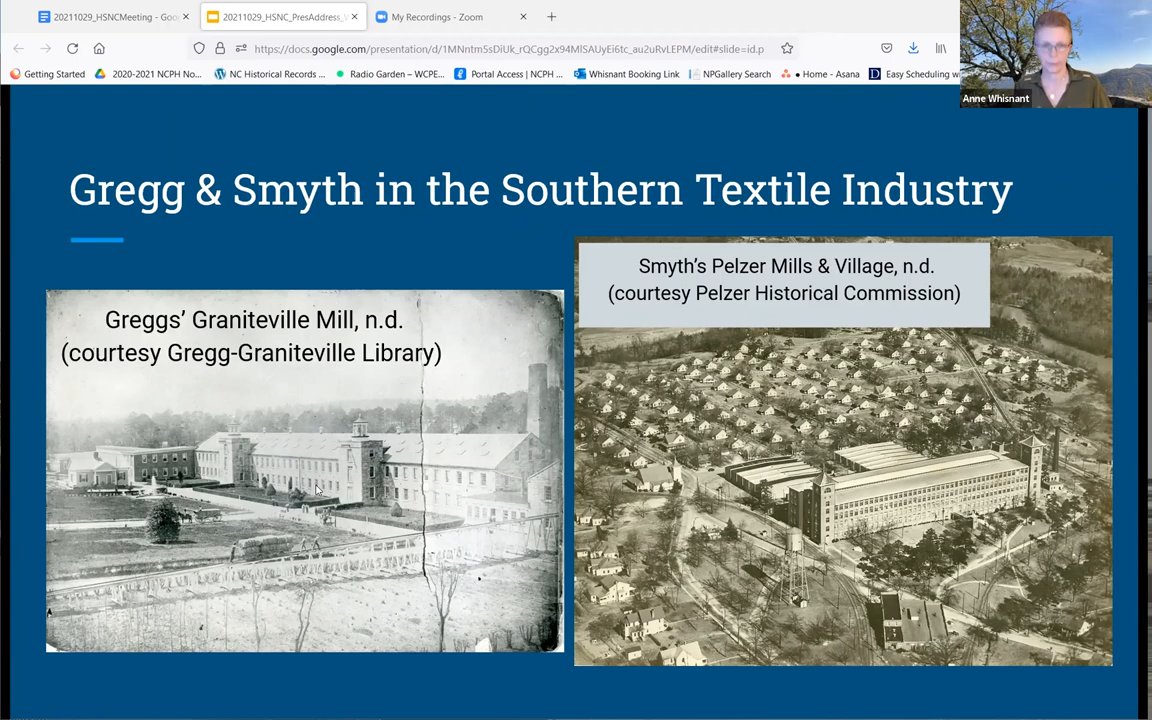 20211029_HSNCMeeting - Goo
20211029_HSNC_PresAddress_
My Recordings - Zoom
https://docs.google.com/presentation/d/1MNntm5sDiUk_rQCgg2x94MlSAUyEi6tc_au2uRvLEPM/edit#slide=id.p
Getting Started
2020-2021 NCPH No...
NC Historical Records ...
Radio Garden – WCPE...
Portal Access | NCPH ...
Whisnant Booking Link
NPGallery Search
• Home - Asana
Easy Scheduling w
Anne Whisnant
Gregg & Smyth in the Southern Textile Industry
Greggs’ Graniteville Mill, n.d.
(courtesy Gregg-Graniteville Library)
Smyth’s Pelzer Mills & Village, n.d.
(courtesy Pelzer Historical Commission)